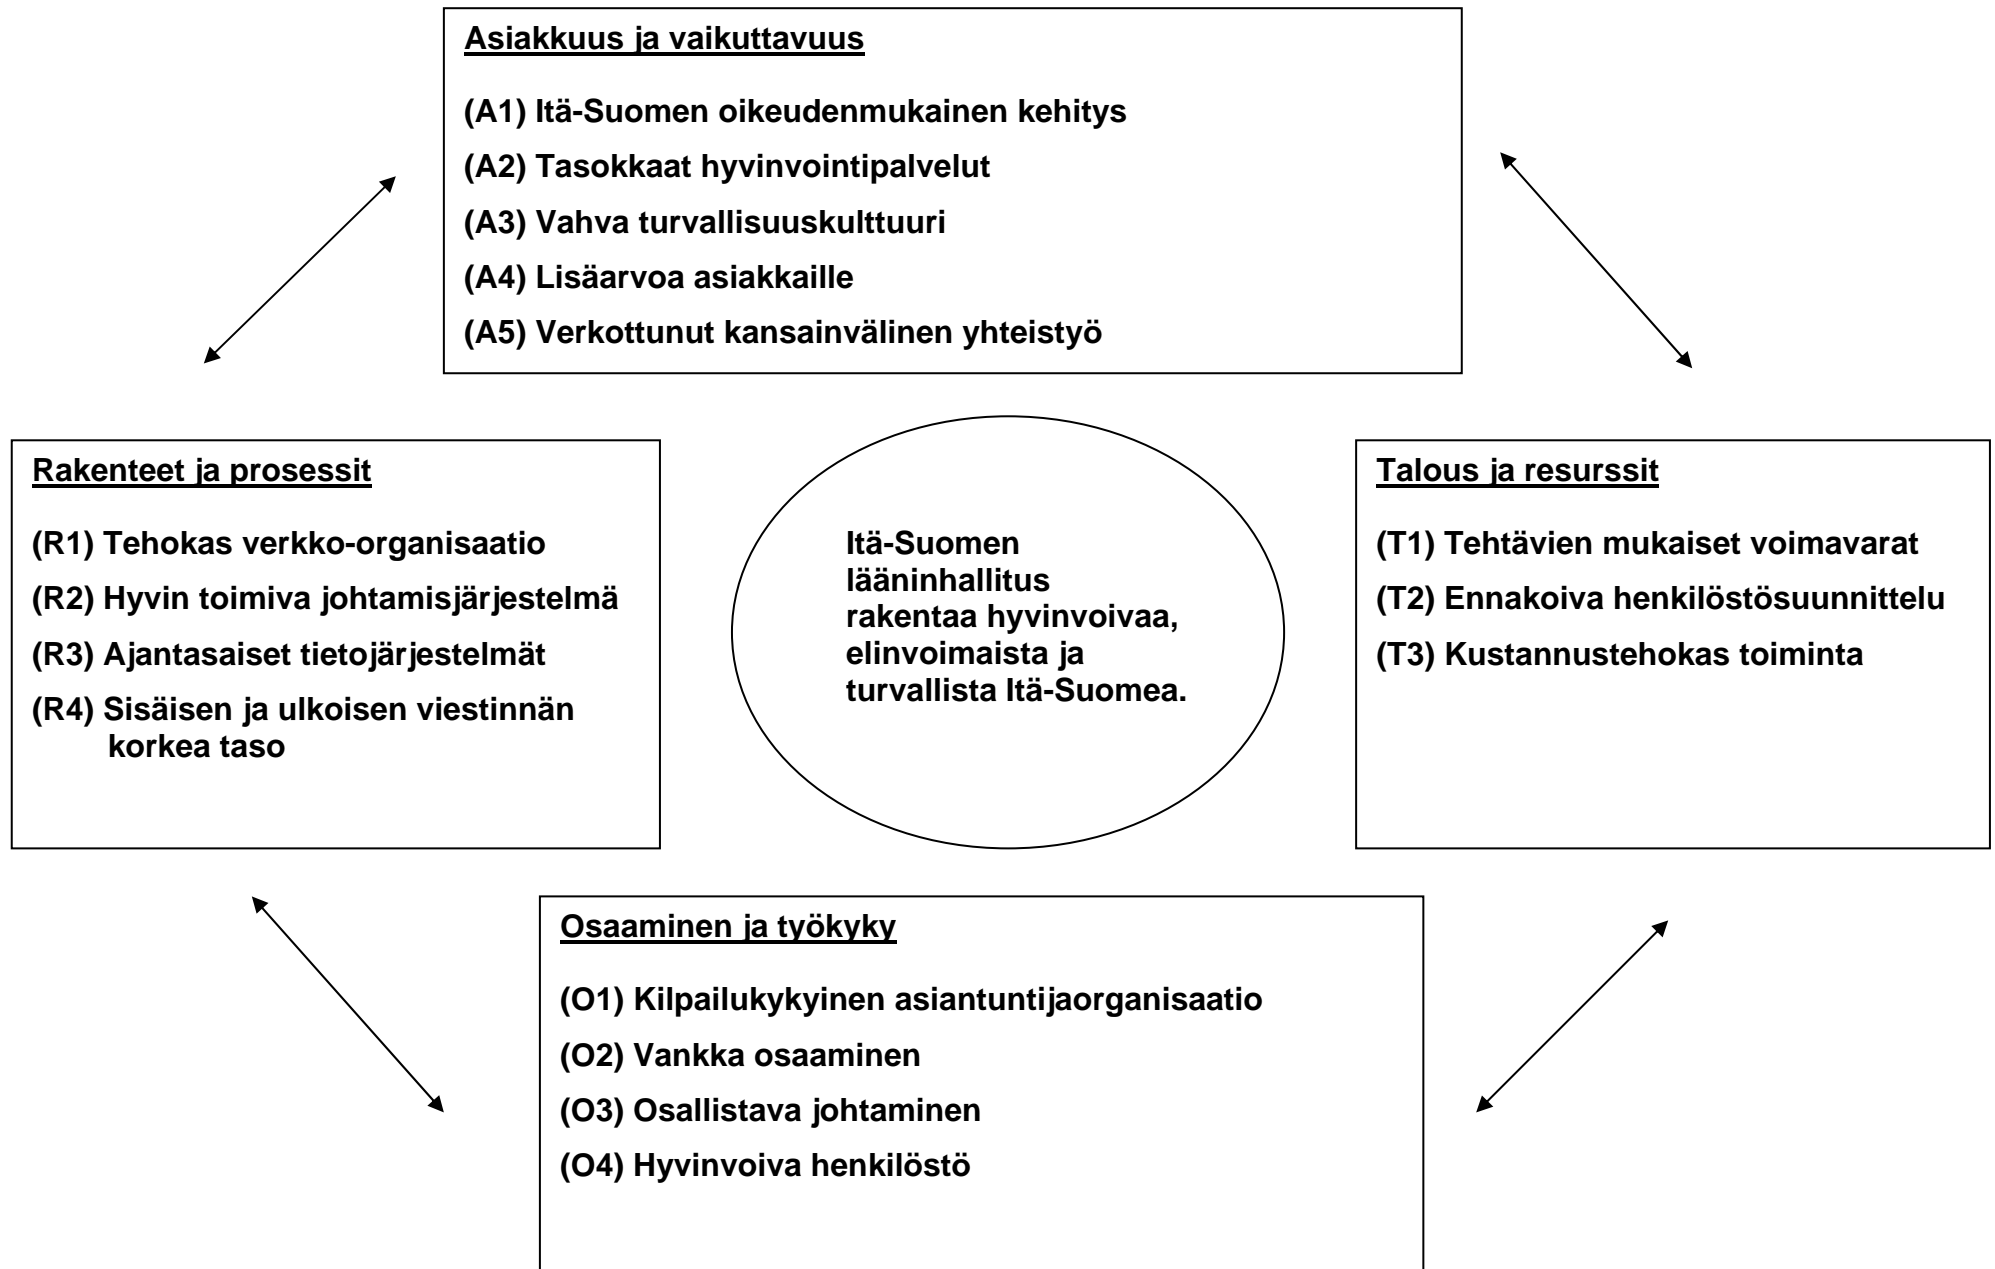 Asiakkuus ja vaikuttavuus
(A1) Itä-Suomen oikeudenmukainen kehitys
(A2) Tasokkaat hyvinvointipalvelut
(A3) Vahva turvallisuuskulttuuri
(A4) Lisäarvoa asiakkaille
(A5) Verkottunut kansainvälinen yhteistyö
Rakenteet ja prosessit
(R1) Tehokas verkko-organisaatio
(R2) Hyvin toimiva johtamisjärjestelmä
(R3) Ajantasaiset tietojärjestelmät
(R4) Sisäisen ja ulkoisen viestinnän
korkea taso
Itä-Suomen
lääninhallitus
rakentaa hyvinvoivaa,
elinvoimaista ja
turvallista Itä-Suomea.
Talous ja resurssit
(T1) Tehtävien mukaiset voimavarat
(T2) Ennakoiva henkilöstösuunnittelu
(T3) Kustannustehokas toiminta
Osaaminen ja työkyky
(O1) Kilpailukykyinen asiantuntijaorganisaatio
(O2) Vankka osaaminen
(O3) Osallistava johtaminen
(O4) Hyvinvoiva henkilöstö